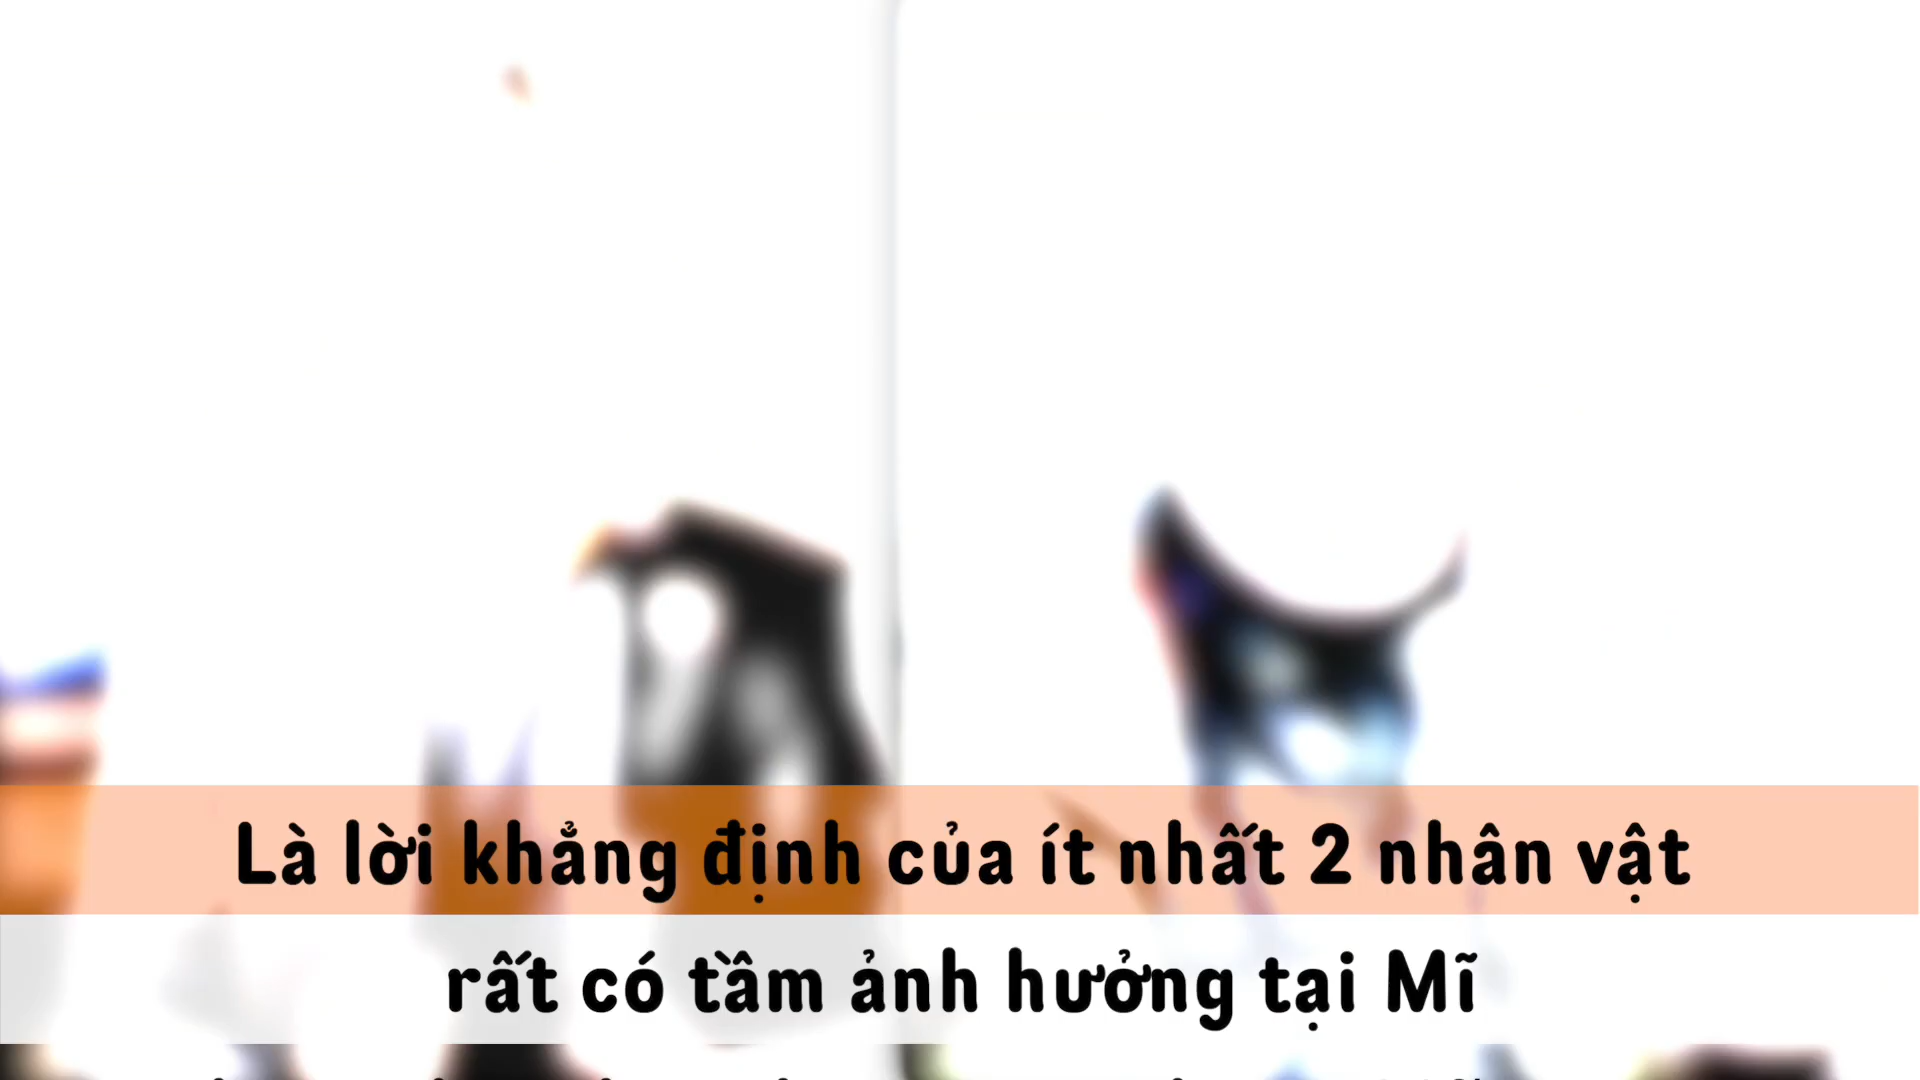 Là lời khẳng định của ít nhất 2 nhân vật
rất có tầm ảnh hưởng tại Mĩ